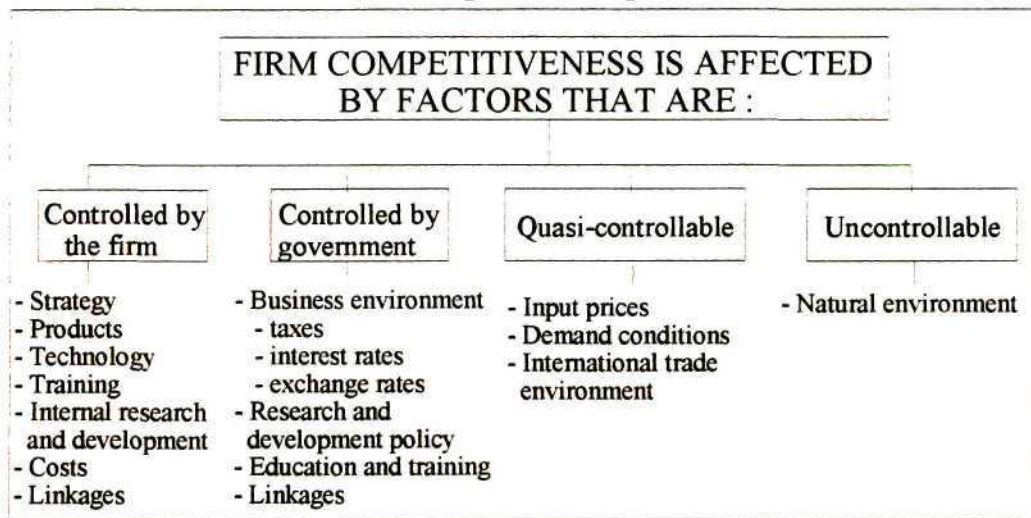 FIRM COMPETITIVENESS IS AFFECTED
BY FACTORS THAT ARE :
Controlled by
the firm
- Strategy
- Products
- Technology
- Training
- Internal research
and development
- Costs
- Linkages
Controlled by
government
- Business environment
- taxes
- interest rates
- exchange rates
- Research and
development policy
- Education and training
- Linkages
Quasi-controllable
- Input prices
- Demand conditions
- International trade
environment
Uncontrollable
- Natural environment